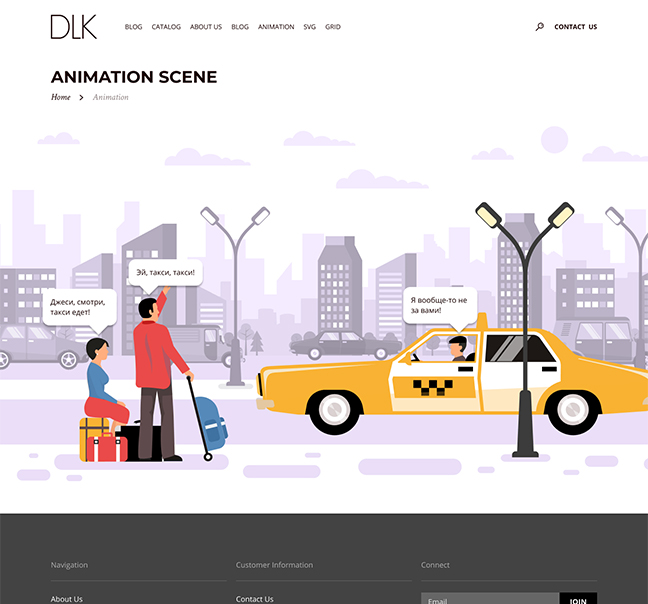 DLK
BLOG CATALOG ABOUT US BLOG ANIMATION SVG GRID
CONTACT US
ANIMATION SCENE
Home > Animation
Эй, такси, такси!
Джеси, смотри,
такси едет!
Я вообще-то не
за вами!
Navigation
Customer Information
Connect
About Us
Contact Us
Email
JOIN